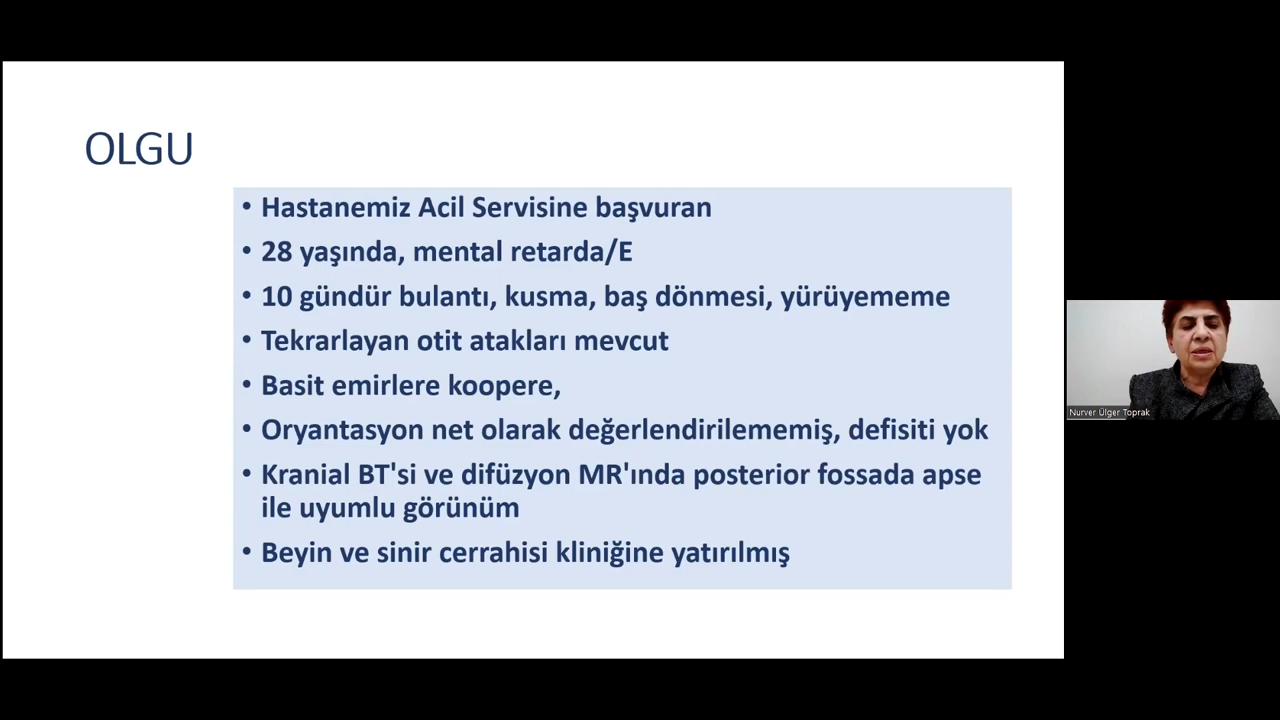 OLGU
• Hastanemiz Acil Servisine başvuran
• 28 yaşında, mental retarda/E
• 10 gündür bulantı, kusma, baş dönmesi, yürüyememe
• Tekrarlayan otit atakları mevcut
• Basit emirlere koopere,
• Oryantasyon net olarak değerlendirilememiş, defisiti yok
• Kranial BT'si ve difüzyon MR'ında posterior fossada apse
ile uyumlu görünüm
• Beyin ve sinir cerrahisi kliniğine yatırılmış
Nurver Ülger Toprak